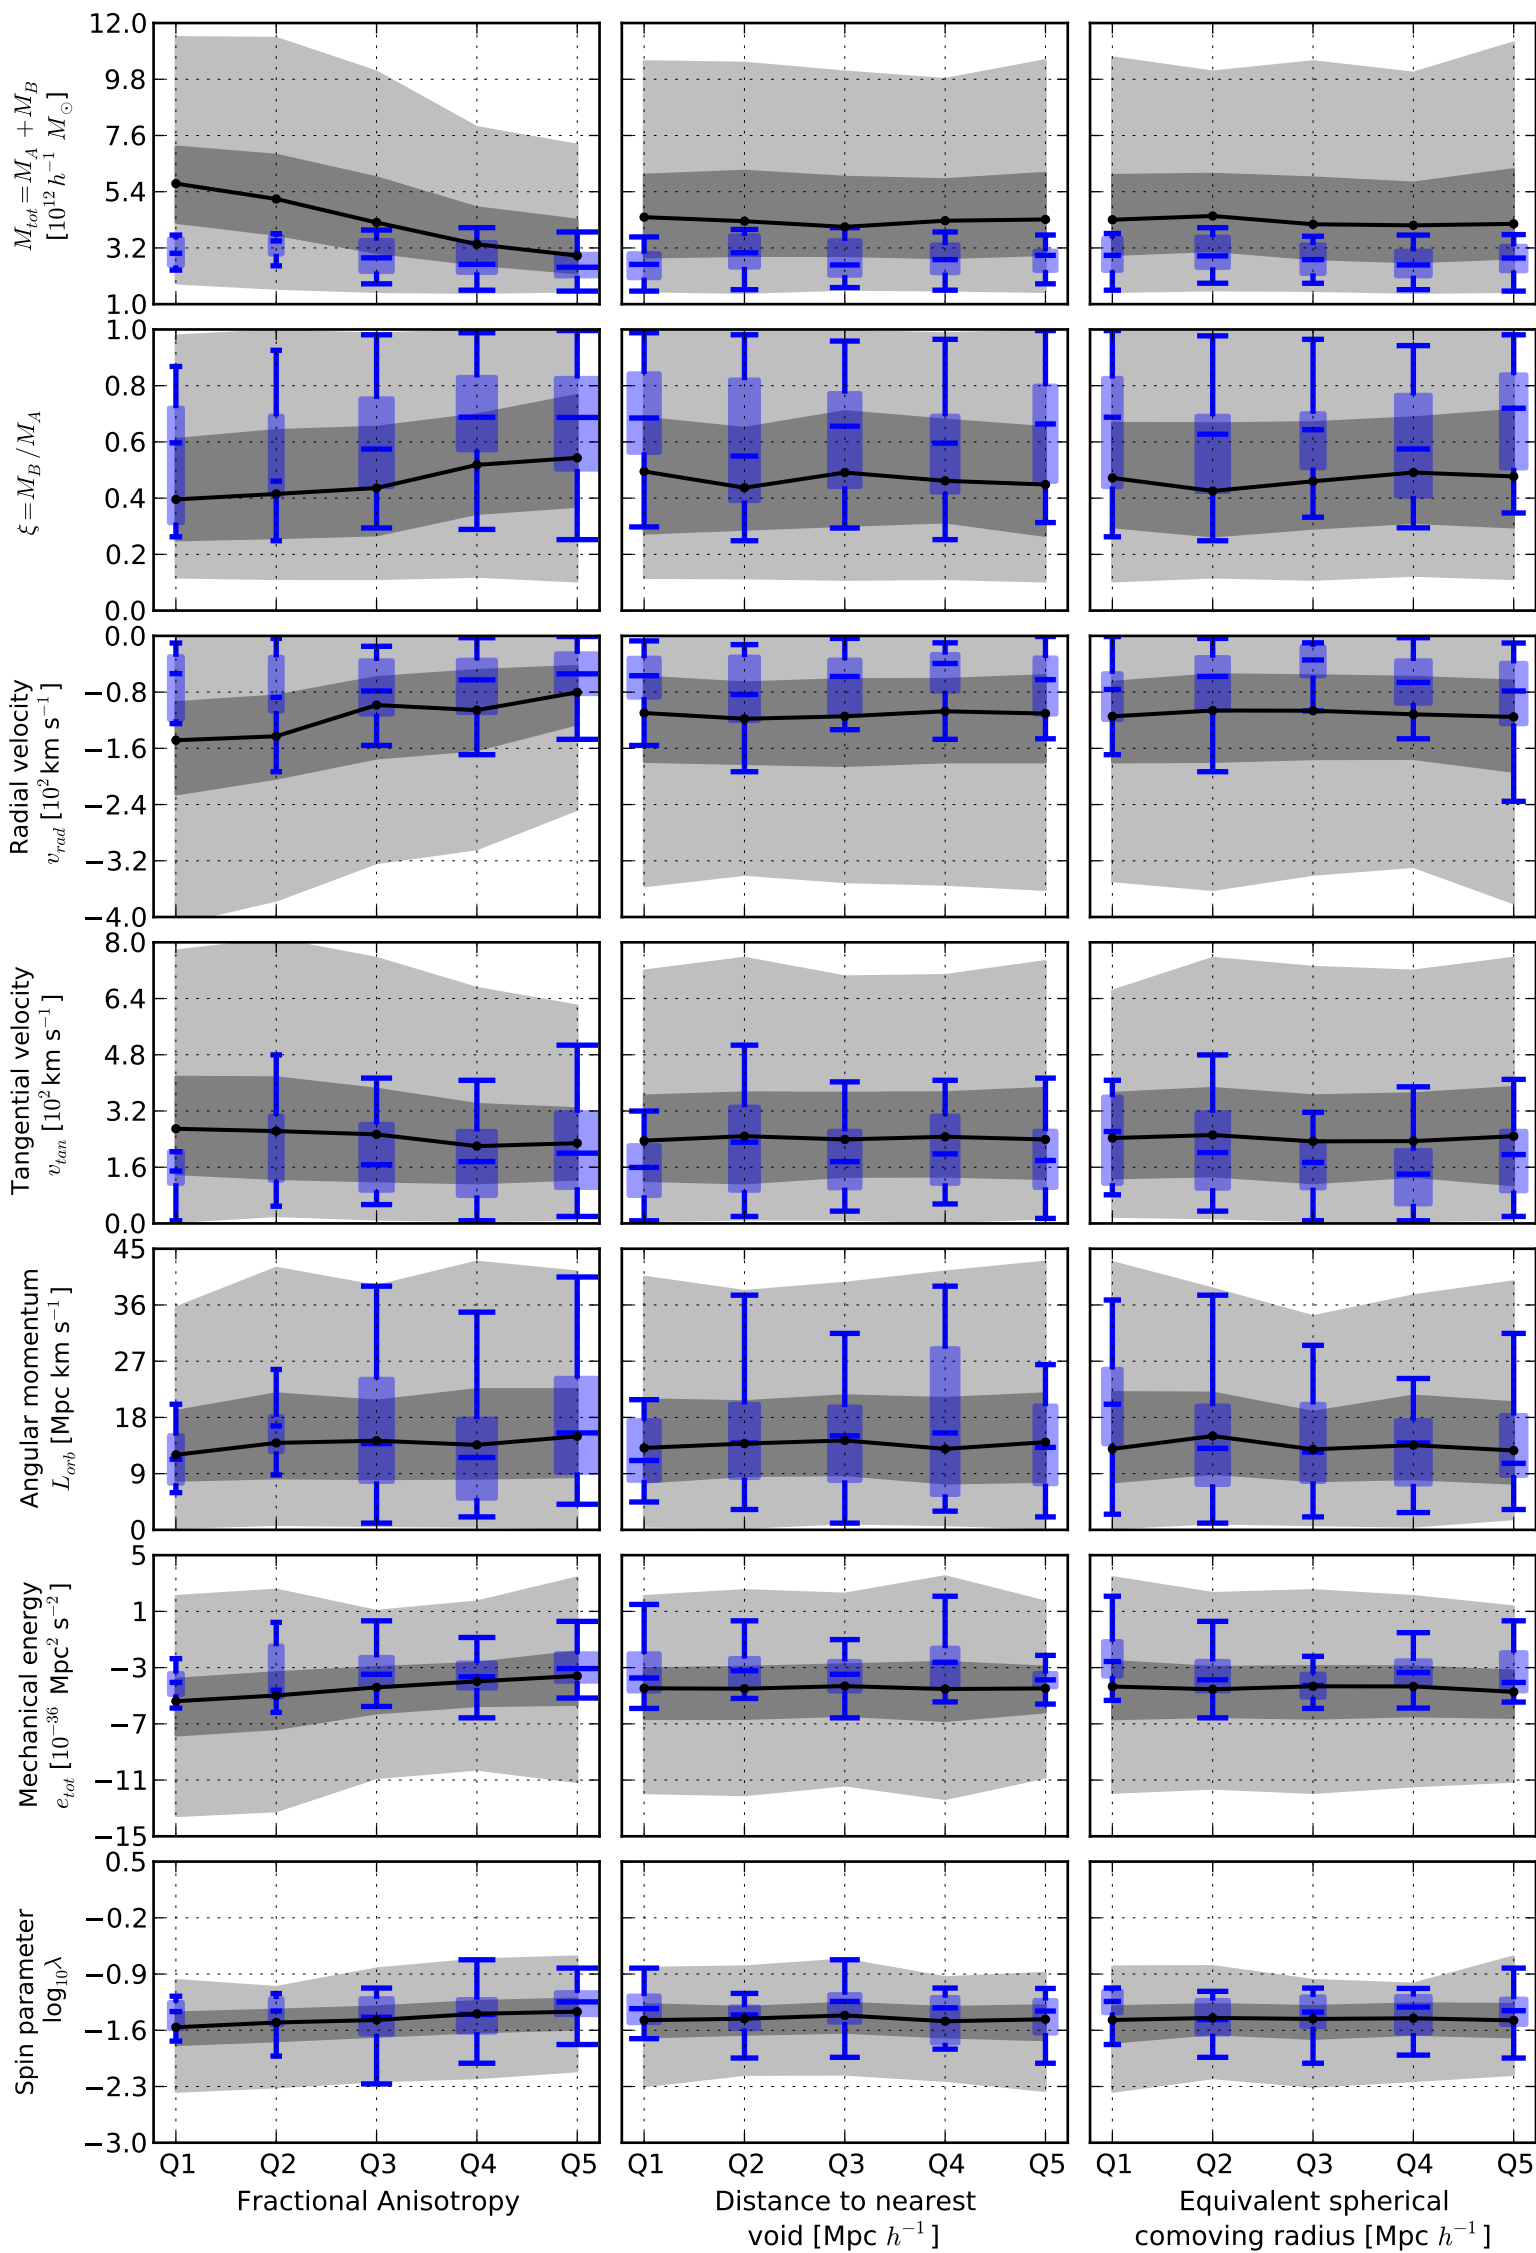 M_tot = M_A + M_B
[10^12 h^−1 M_⊙]
12.0
9.8
7.6
5.4
3.2
1.0
ξ = M_B / M_A
1.0
0.8
0.6
0.4
0.2
0.0
Radial velocity
v_rad [10^2 km s^−1]
0.0
−0.8
−1.6
−2.4
−3.2
−4.0
Tangential velocity
v_tan [10^2 km s^−1]
8.0
6.4
4.8
3.2
1.6
0.0
Angular momentum
L_orb [Mpc km s^−1]
45
36
27
18
9
0
Mechanical energy
e_tot [10^−36 Mpc^2 s^−2]
5
1
−3
−7
−11
−15
Spin parameter
log_10 λ
0.5
−0.2
−0.9
−1.6
−2.3
−3.0
Q1 Q2 Q3 Q4 Q5 Q1 Q2 Q3 Q4 Q5 Q1 Q2 Q3 Q4 Q5
Fractional Anisotropy
Distance to nearest
void [Mpc h^−1]
Equivalent spherical
comoving radius [Mpc h^−1]